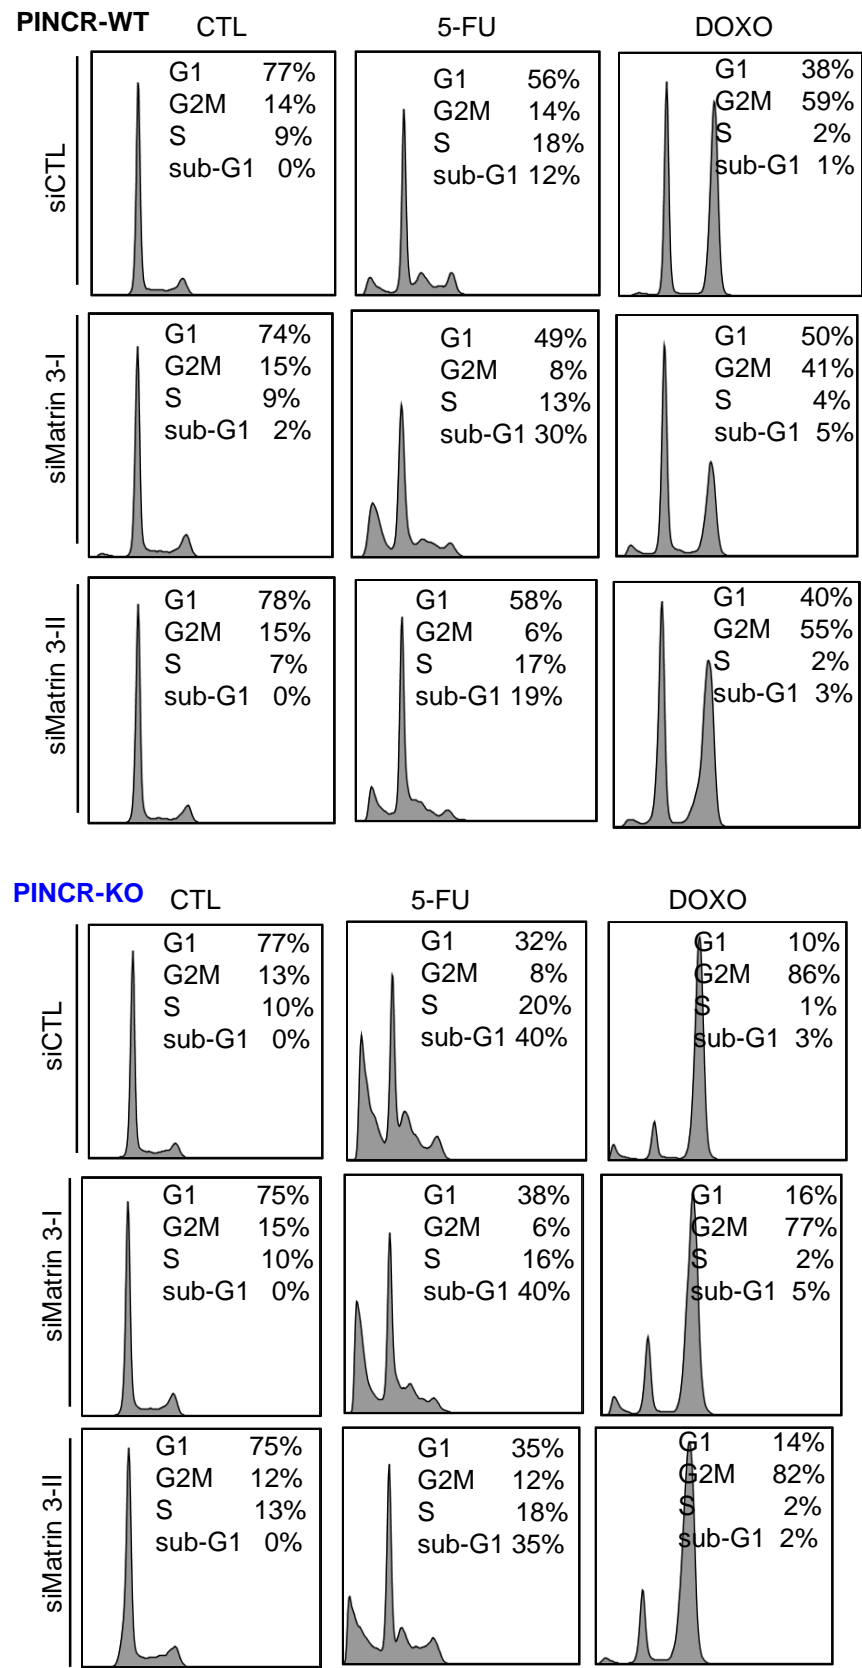 PINCR-WT CTL 5-FU DOXO
siCTL
G1 77%
G2M 14%
S 9%
sub-G1 0%
G1 56%
G2M 14%
S 18%
sub-G1 12%
G1 38%
G2M 59%
S 2%
sub-G1 1%
siMatrin 3-I
G1 74%
G2M 15%
S 9%
sub-G1 2%
G1 49%
G2M 8%
S 13%
sub-G1 30%
G1 50%
G2M 41%
S 4%
sub-G1 5%
siMatrin 3-II
G1 78%
G2M 15%
S 7%
sub-G1 0%
G1 58%
G2M 6%
S 17%
sub-G1 19%
G1 40%
G2M 55%
S 2%
sub-G1 3%
PINCR-KO CTL 5-FU DOXO
siCTL
G1 77%
G2M 13%
S 10%
sub-G1 0%
G1 32%
G2M 8%
S 20%
sub-G1 40%
G1 10%
G2M 86%
S 1%
sub-G1 3%
siMatrin 3-I
G1 75%
G2M 15%
S 10%
sub-G1 0%
G1 38%
G2M 6%
S 16%
sub-G1 40%
G1 16%
G2M 77%
S 2%
sub-G1 5%
siMatrin 3-II
G1 75%
G2M 12%
S 13%
sub-G1 0%
G1 35%
G2M 12%
S 18%
sub-G1 35%
G1 14%
G2M 82%
S 2%
sub-G1 2%